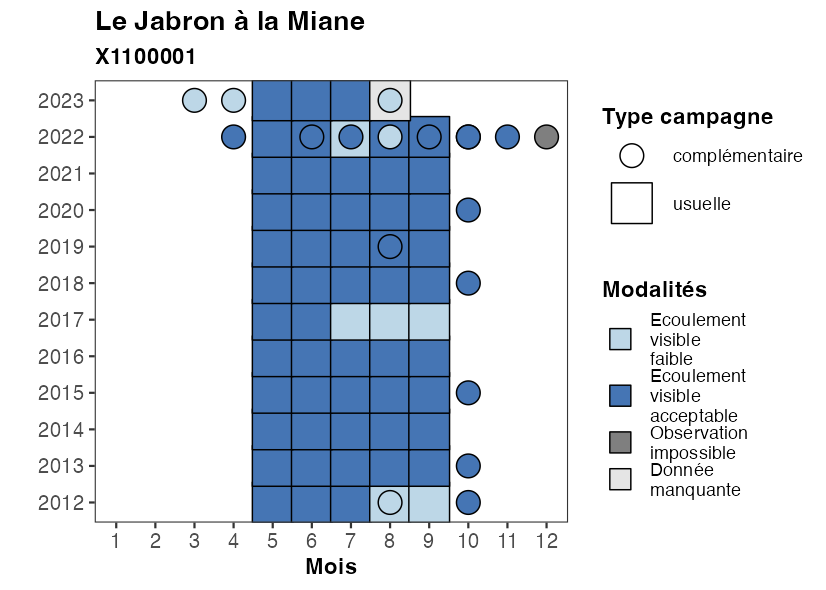 Le Jabron à la Miane
X1100001
2023
2022
2021
2020
2019
2018
2017
2016
2015
2014
2013
2012
1 2 3 4 5 6 7 8 9 10 11 12
Mois
Type campagne
complémentaire
usuelle
Modalités
Ecoulement
visible
faible
Ecoulement
visible
acceptable
Observation
impossible
Donnée
manquante